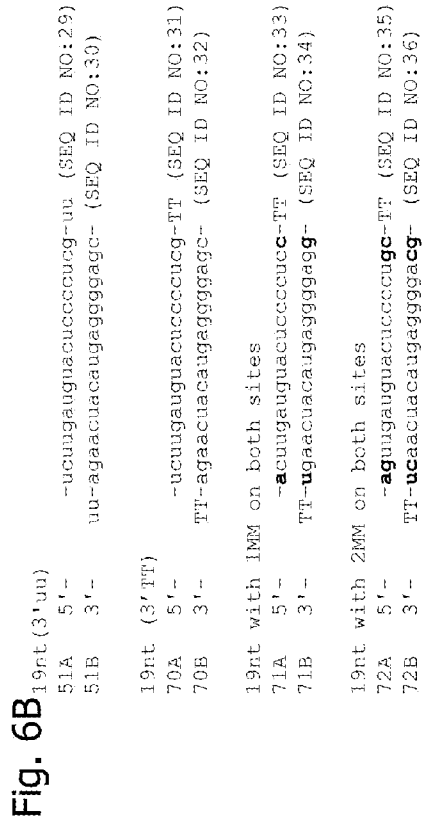 Fig. 6B
19nt(3'uu)
51A 5'- -ucuugauguacuccccucg-uu (SEQ ID NO:29)
51B 3'- uu-agaacuacaugaggggagc- (SEQ ID NO:30)
19nt (3'TT)
70A 5'- -ucuugauguacuccccucg-TT (SEQ ID NO:31)
70B 3'- TT-agaacuacaugaggggagc- (SEQ ID NO:32)
19nt with 1MM on both sites
71A 5'- -acuugauguacuccccucc-TT (SEQ ID NO:33)
71B 3'- TT-ugaacuacaugaggggagg- (SEQ ID NO:34)
19nt with 2MM on both sites
72A 5'- -aguugauguacuccccugc-TT (SEQ ID NO:35)
72B 3'- TT-ucaacuacaugaggggacg- (SEQ ID NO:36)